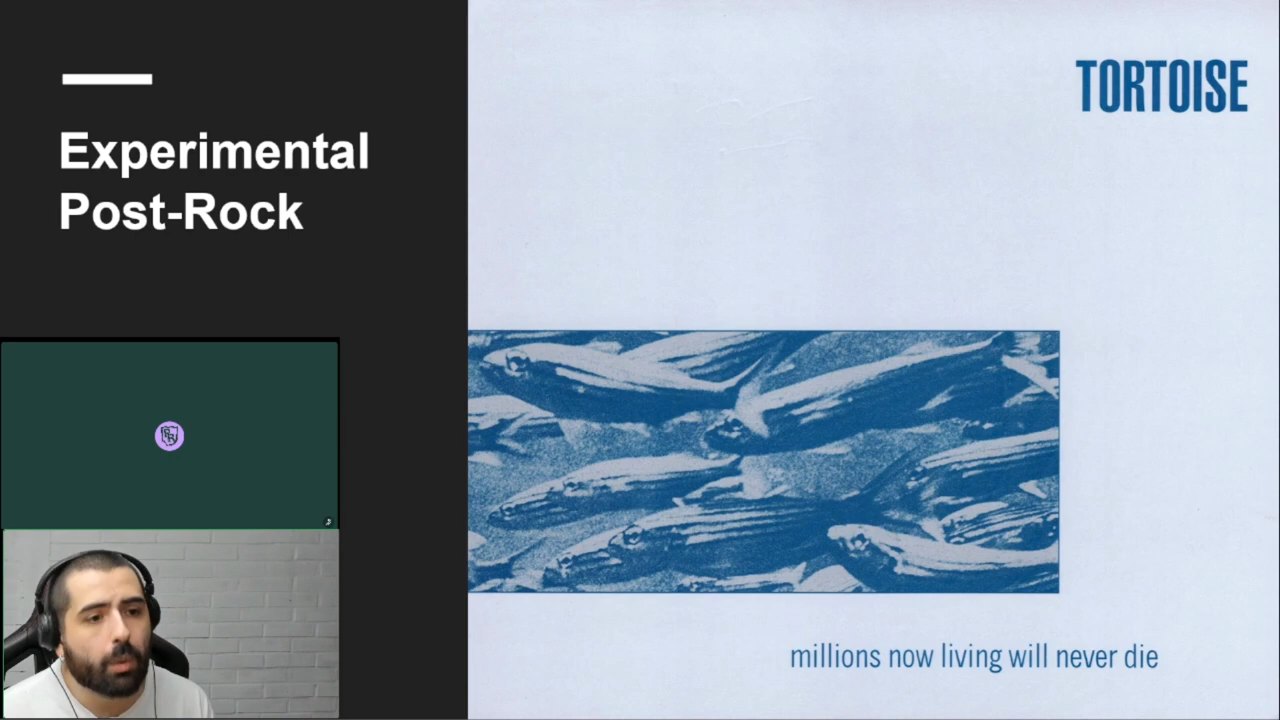 Experimental
Post-Rock
TORTOISE
millions now living will never die